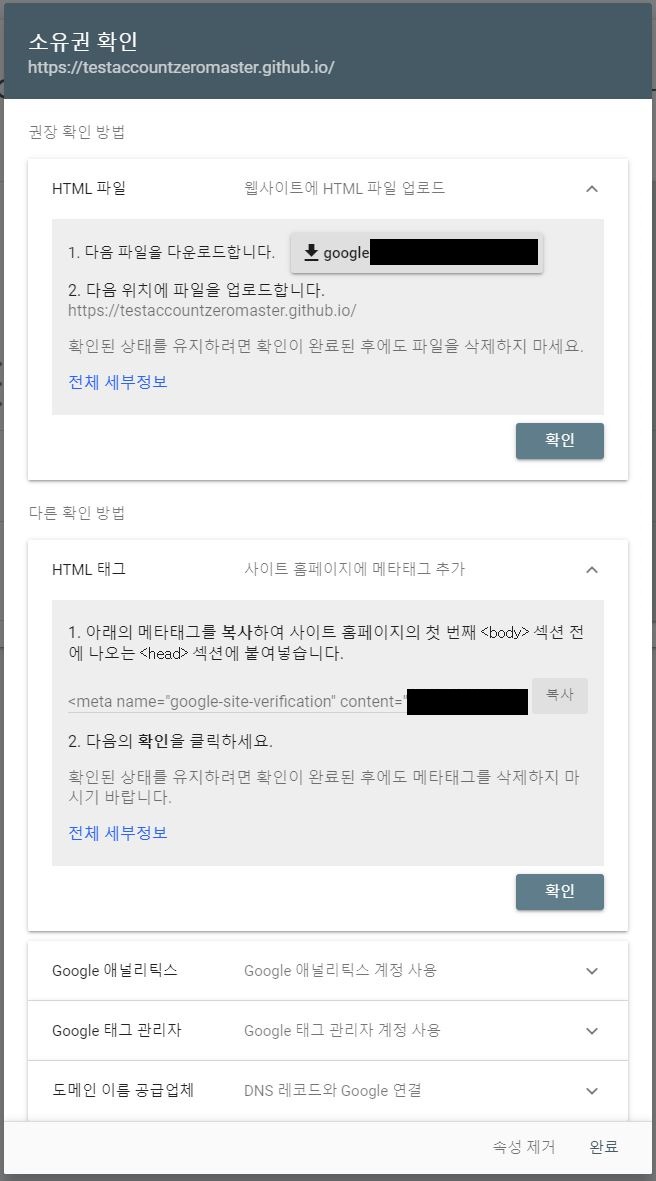 소유권 확인
https://testaccountzeromaster.github.io/
권장 확인 방법
HTML 파일 웹사이트에 HTML 파일 업로드
1. 다음 파일을 다운로드합니다. google
2. 다음 위치에 파일을 업로드합니다.
https://testaccountzeromaster.github.io/
확인된 상태를 유지하려면 확인이 완료된 후에도 파일을 삭제하지 마세요.
전체 세부정보
확인
다른 확인 방법
HTML 태그 사이트 홈페이지에 메타태그 추가
1. 아래의 메타태그를 복사하여 사이트 홈페이지의 첫 번째 <body> 섹션 전
에 나오는 <head> 섹션에 붙여넣습니다.
<meta name="google-site-verification" content=" 복사
2. 다음의 확인을 클릭하세요.
확인된 상태를 유지하려면 확인이 완료된 후에도 메타태그를 삭제하지 마
시기 바랍니다.
전체 세부정보
확인
Google 애널리틱스 Google 애널리틱스 계정 사용
Google 태그 관리자 Google 태그 관리자 계정 사용
도메인 이름 공급업체 DNS 레코드와 Google 연결
속성 제거 완료